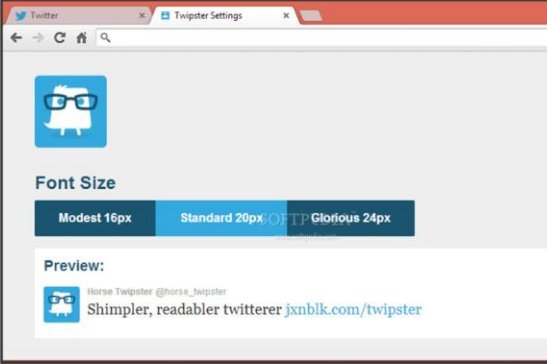 Twitter
Twipster Settings
Font Size
Modest 16px
Standard 20px
Glorious 24px
SOFTPEDIA
Preview:
Horse Twipster @horse_twipster
Shimpler, readabler twitterer jxnblk.com/twipster